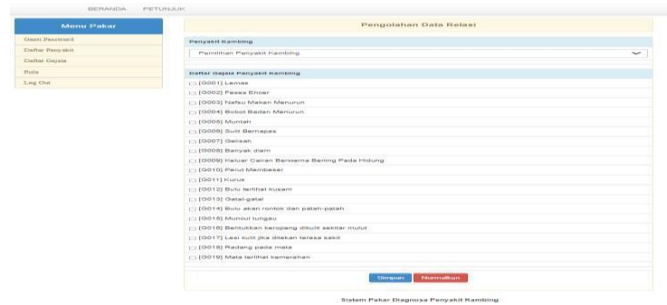 BERANDA PETUNJUK
Menu Pakar
Ganti Password
Daftar Penyakit
Daftar Gejala
Rule
Log Out
Pengolahan Data Relasi
Penyakit Kambing
Pemilihan Penyakit Kambing
Daftar Gejala Penyakit Kambing
[G001] Lemas
[G002] Feses Encer
[G003] Nafsu Makan Menurun
[G004] Bobot Badan Menurun
[G005] Muntah
[G006] Sulit Bernapas
[G007] Gelisah
[G008] Banyak diam
[G009] Keluar Cairan Berwarna Bening Pada Hidung
[G010] Perut Membesar
[G011] Kurus
[G012] Bulu terlihat kusam
[G013] Gatal-gatal
[G014] Bulu akan rontok dan patah-patah
[G015] Muncul tungau
[G016] Bentukkan keropeng dikulit sekitar mulut
[G017] Lesi kulit jika ditekan terasa sakit
[G018] Radang pada mata
[G019] Mata terlihat kemerahan
Simpan Normalkan
Sistem Pakar Diagnosa Penyakit Kambing